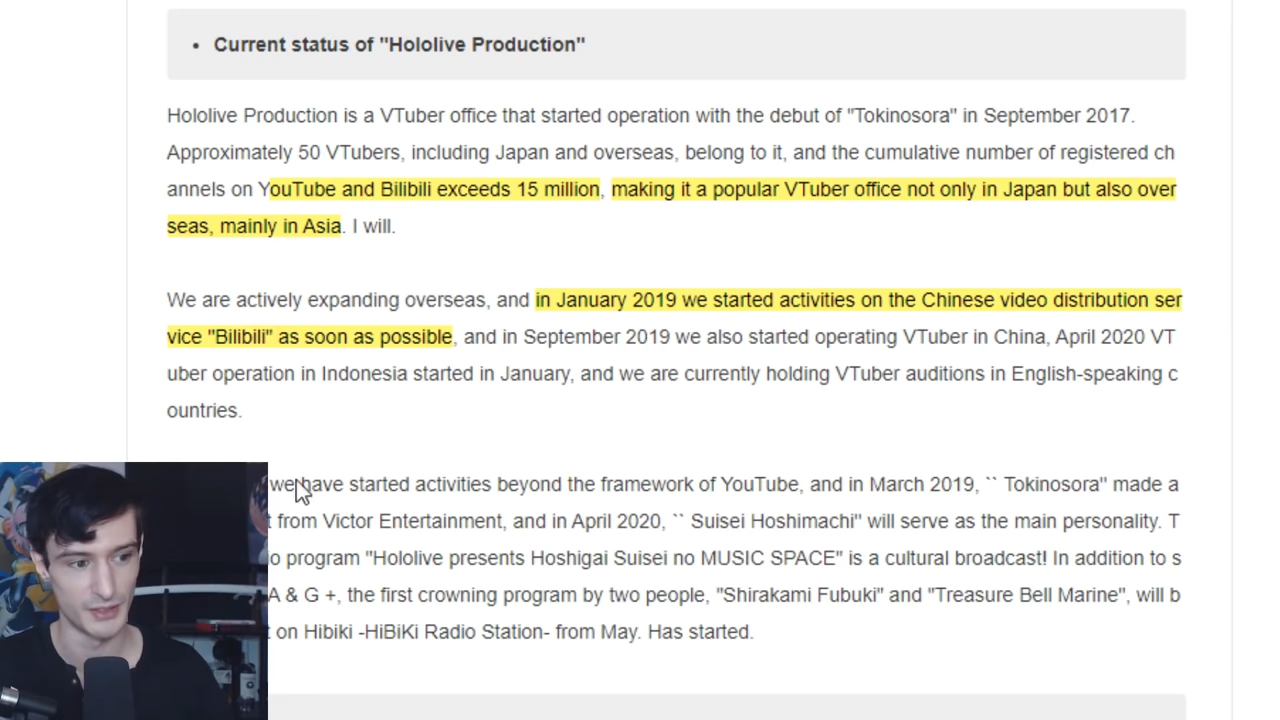 Current status of "Hololive Production"
Hololive Production is a VTuber office that started operation with the debut of "Tokinosora" in September 2017.
Approximately 50 VTubers, including Japan and overseas, belong to it, and the cumulative number of registered ch
annels on YouTube and Bilibili exceeds 15 million, making it a popular VTuber office not only in Japan but also over
seas, mainly in Asia. I will.
We are actively expanding overseas, and in January 2019 we started activities on the Chinese video distribution ser
vice "Bilibili" as soon as possible, and in September 2019 we also started operating VTuber in China, April 2020 VT
uber operation in Indonesia started in January, and we are currently holding VTuber auditions in English-speaking c
ountries.
we have started activities beyond the framework of YouTube, and in March 2019, `` Tokinosora" made a
t from Victor Entertainment, and in April 2020, `` Suisei Hoshimachi" will serve as the main personality. T
o program "Hololive presents Hoshigai Suisei no MUSIC SPACE" is a cultural broadcast! In addition to s
A & G +, the first crowning program by two people, "Shirakami Fubuki" and "Treasure Bell Marine", will b
t on Hibiki -HiBiKi Radio Station- from May. Has started.